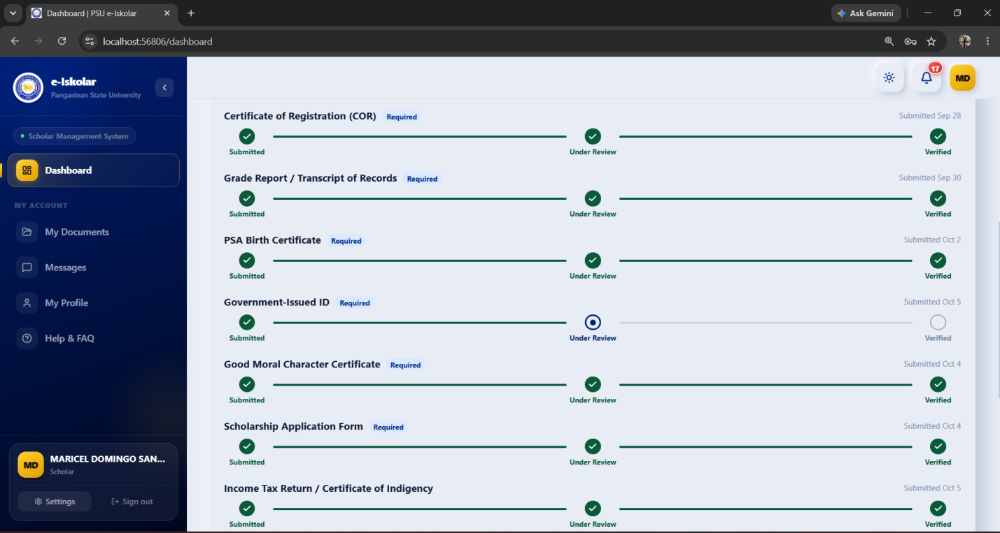 Dashboard | PSU e-Iskolar
Ask Gemini
localhost:56806/dashboard
e-Iskolar
Pangasinan State University
Scholar Management System
Dashboard
MY ACCOUNT
My Documents
Messages
My Profile
Help & FAQ
MD
MARICEL DOMINGO SAN...
Scholar
Settings
Sign out
17
MD
Certificate of Registration (COR) Required Submitted Sep 28
Submitted Under Review Verified
Grade Report / Transcript of Records Required Submitted Sep 30
Submitted Under Review Verified
PSA Birth Certificate Required Submitted Oct 2
Submitted Under Review Verified
Government-Issued ID Required Submitted Oct 5
Submitted Under Review Verified
Good Moral Character Certificate Required Submitted Oct 4
Submitted Under Review Verified
Scholarship Application Form Required Submitted Oct 4
Submitted Under Review Verified
Income Tax Return / Certificate of Indigency Submitted Oct 5
Submitted Under Review Verified